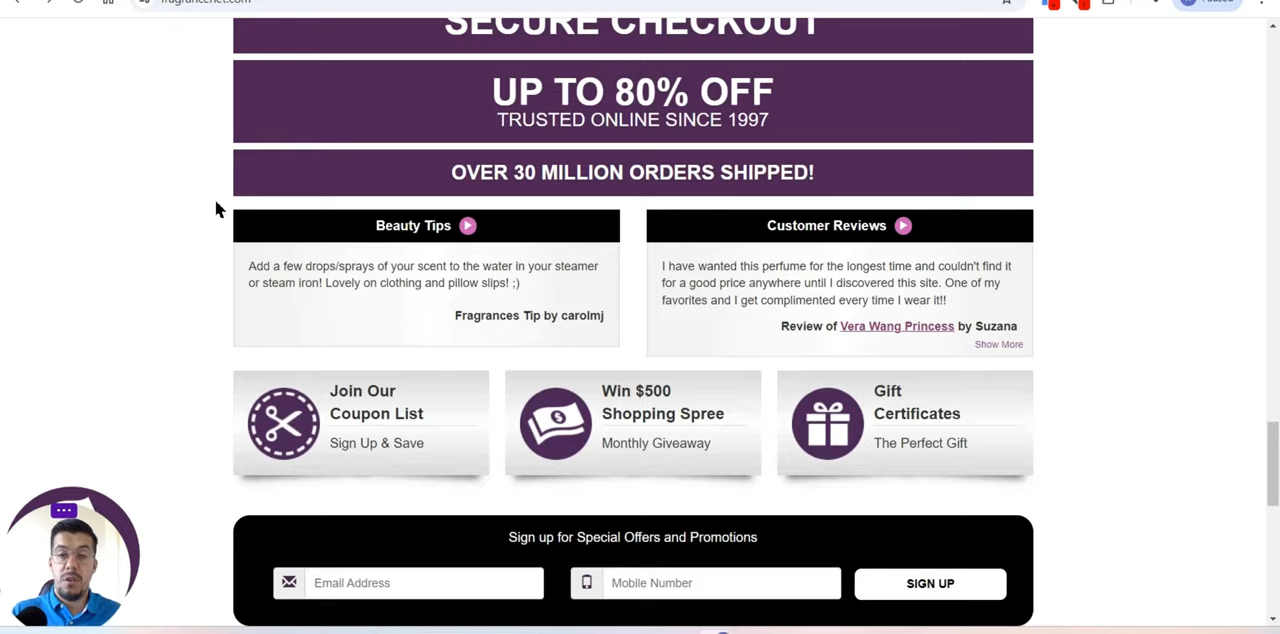 fragrancenet.com
SECURE CHECKOUT
UP TO 80% OFF
TRUSTED ONLINE SINCE 1997
OVER 30 MILLION ORDERS SHIPPED!
Beauty Tips
Add a few drops/sprays of your scent to the water in your steamer
or steam iron! Lovely on clothing and pillow slips! ;)
Fragrances Tip by carolmj
Customer Reviews
I have wanted this perfume for the longest time and couldn't find it
for a good price anywhere until I discovered this site. One of my
favorites and I get complimented every time I wear it!!
Review of Vera Wang Princess by Suzana
Show More
Join Our
Coupon List
Sign Up & Save
Win $500
Shopping Spree
Monthly Giveaway
Gift
Certificates
The Perfect Gift
Sign up for Special Offers and Promotions
Email Address
Mobile Number
SIGN UP